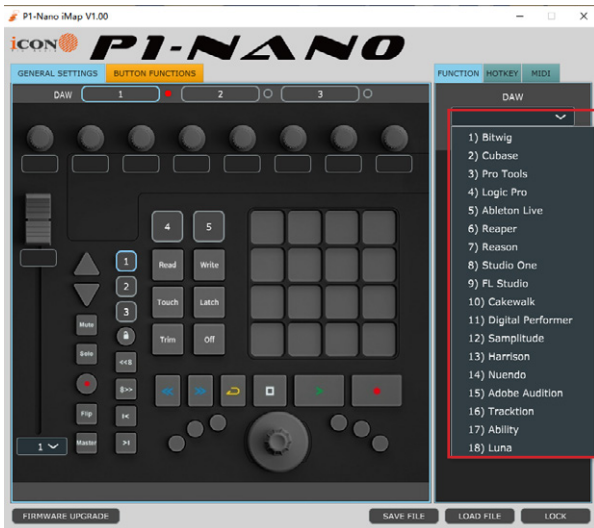 P1-Nano iMap V1.00
iCON
PRO AUDIO
P1-NANO
GENERAL SETTINGS BUTTON FUNCTIONS
FUNCTION HOTKEY MIDI
DAW 1 2 3
DAW
1) Bitwig
2) Cubase
3) Pro Tools
4) Logic Pro
5) Ableton Live
6) Reaper
7) Reason
8) Studio One
9) FL Studio
10) Cakewalk
11) Digital Performer
12) Samplitude
13) Harrison
14) Nuendo
15) Adobe Audition
16) Tracktion
17) Ability
18) Luna
4 5
1 Read Write
2
Touch Latch
3
Mute
Trim Off
Solo <<8
8>>
Flip I<
1 Master >I
FIRMWARE UPGRADE SAVE FILE LOAD FILE LOCK